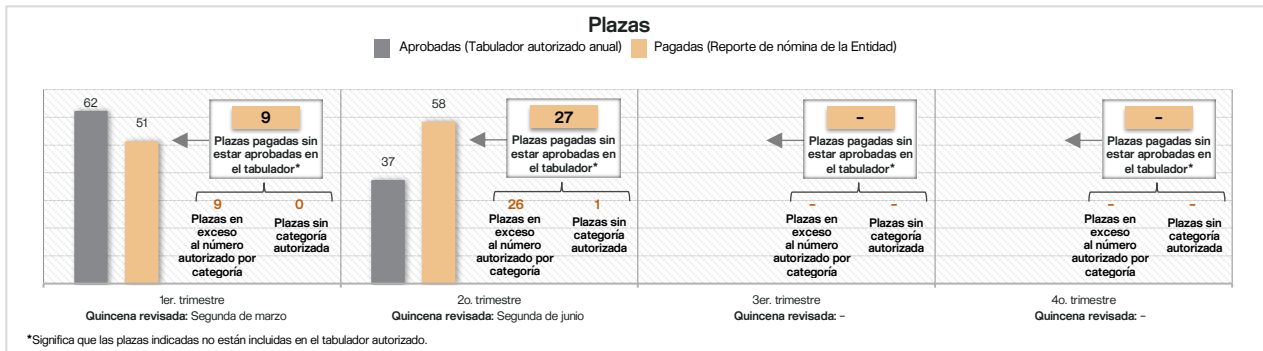 Plazas
Aprobadas (Tabulador autorizado anual) Pagadas (Reporte de nómina de la Entidad)
62
51
9
Plazas pagadas sin
estar aprobadas en
el tabulador*
9
Plazas en
exceso
al número
autorizado por
categoría
0
Plazas sin
categoría
autorizada
1er. trimestre
Quincena revisada: Segunda de marzo
37
58
27
Plazas pagadas sin
estar aprobadas en
el tabulador*
26
Plazas en
exceso
al número
autorizado por
categoría
1
Plazas sin
categoría
autorizada
2o. trimestre
Quincena revisada: Segunda de junio
-
Plazas pagadas sin
estar aprobadas en
el tabulador*
-
Plazas en
exceso
al número
autorizado por
categoría
-
Plazas sin
categoría
autorizada
3er. trimestre
Quincena revisada: -
-
Plazas pagadas sin
estar aprobadas en
el tabulador*
-
Plazas en
exceso
al número
autorizado por
categoría
-
Plazas sin
categoría
autorizada
4o. trimestre
Quincena revisada: -
*Significa que las plazas indicadas no están incluidas en el tabulador autorizado.